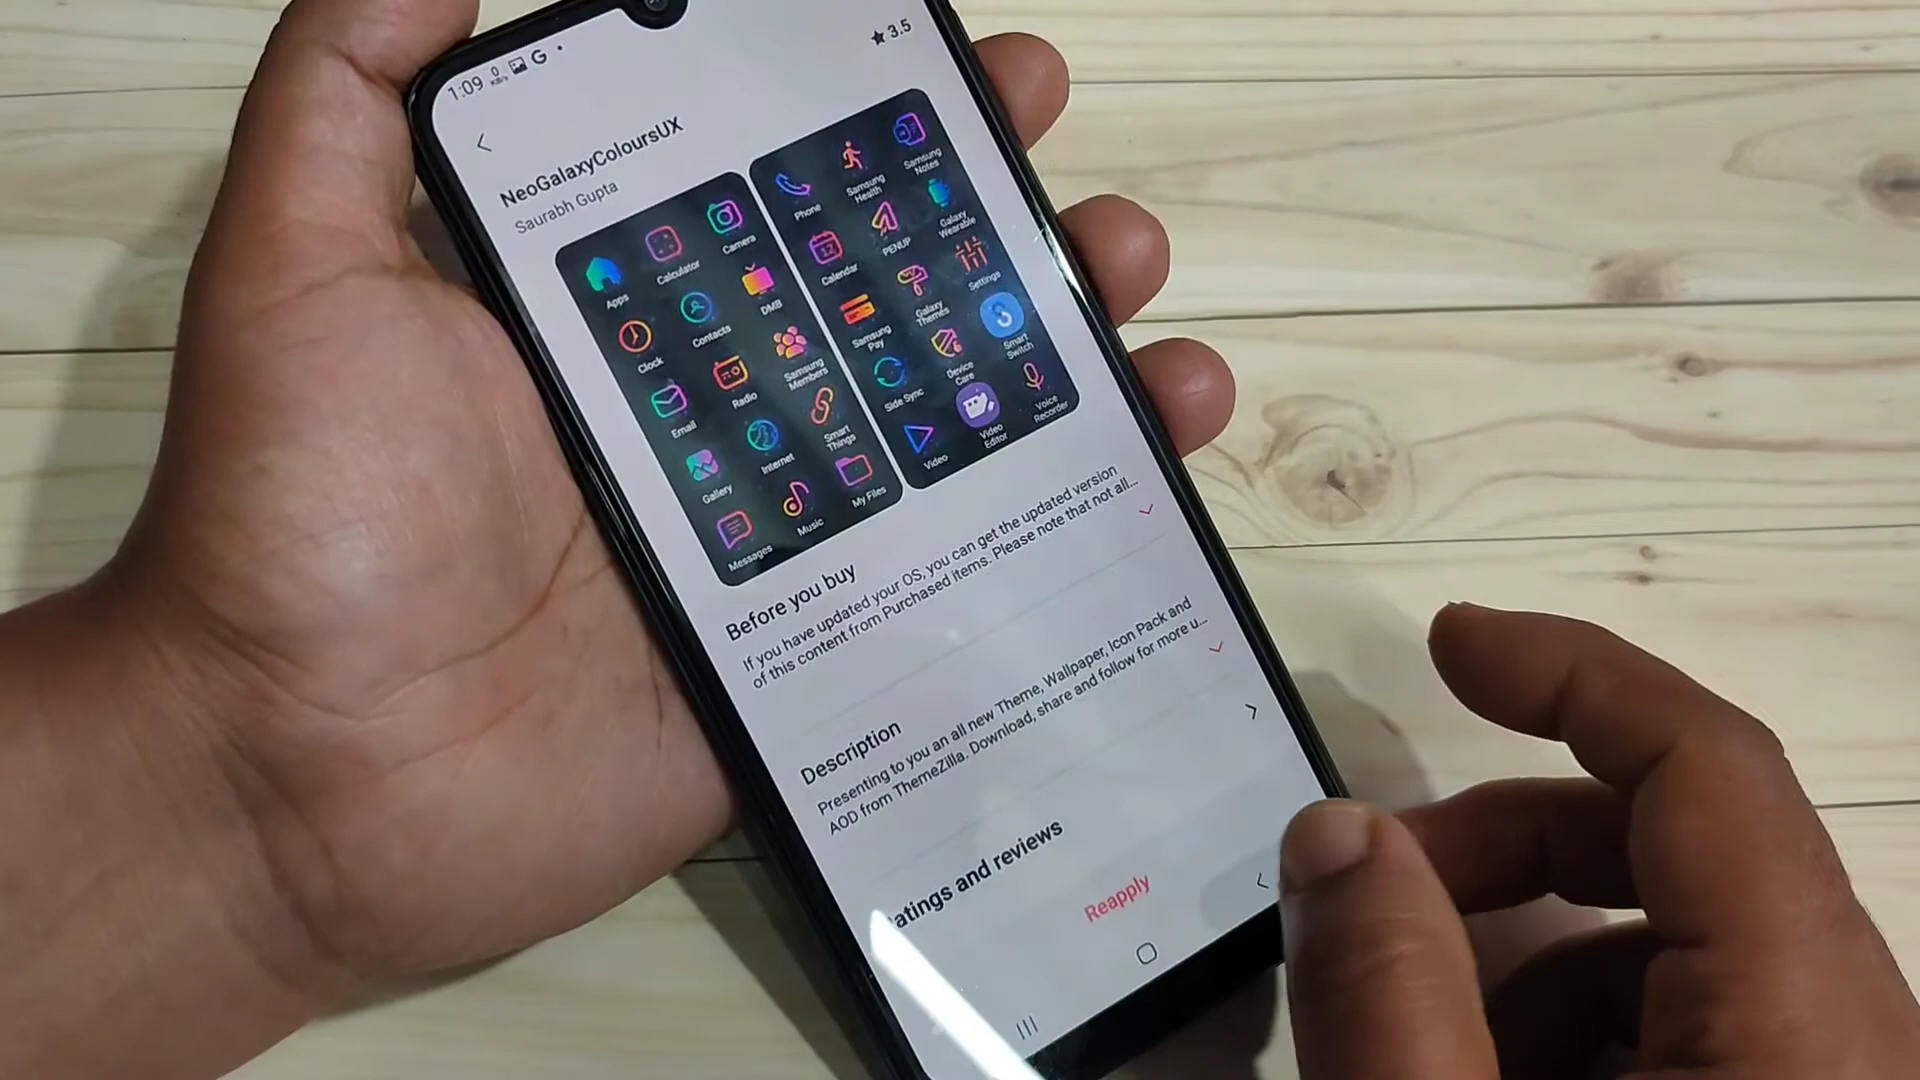 1:09 0 KB/s G
★ 3.5
NeoGalaxyColoursUX
Saurabh Gupta
Apps
Calculator
Camera
Clock
Contacts
DMB
Email
Radio
Samsung
Members
Gallery
Internet
Smart
Things
Messages
Music
My Files
Phone
Samsung
Health
Samsung
Notes
12
Calendar
PENUP
Galaxy
Wearable
Samsung
Pay
Galaxy
Themes
Settings
Side Sync
Device
Care
Smart
Switch
Video
Video
Editor
Voice
Recorder
Before you buy
If you have updated your OS, you can get the updated version
of this content from Purchased items. Please note that not all...
Description
Presenting to you an all new Theme, Wallpaper, Icon Pack and
AOD from ThemeZilla. Download, share and follow for more u...
atings and reviews
Reapply